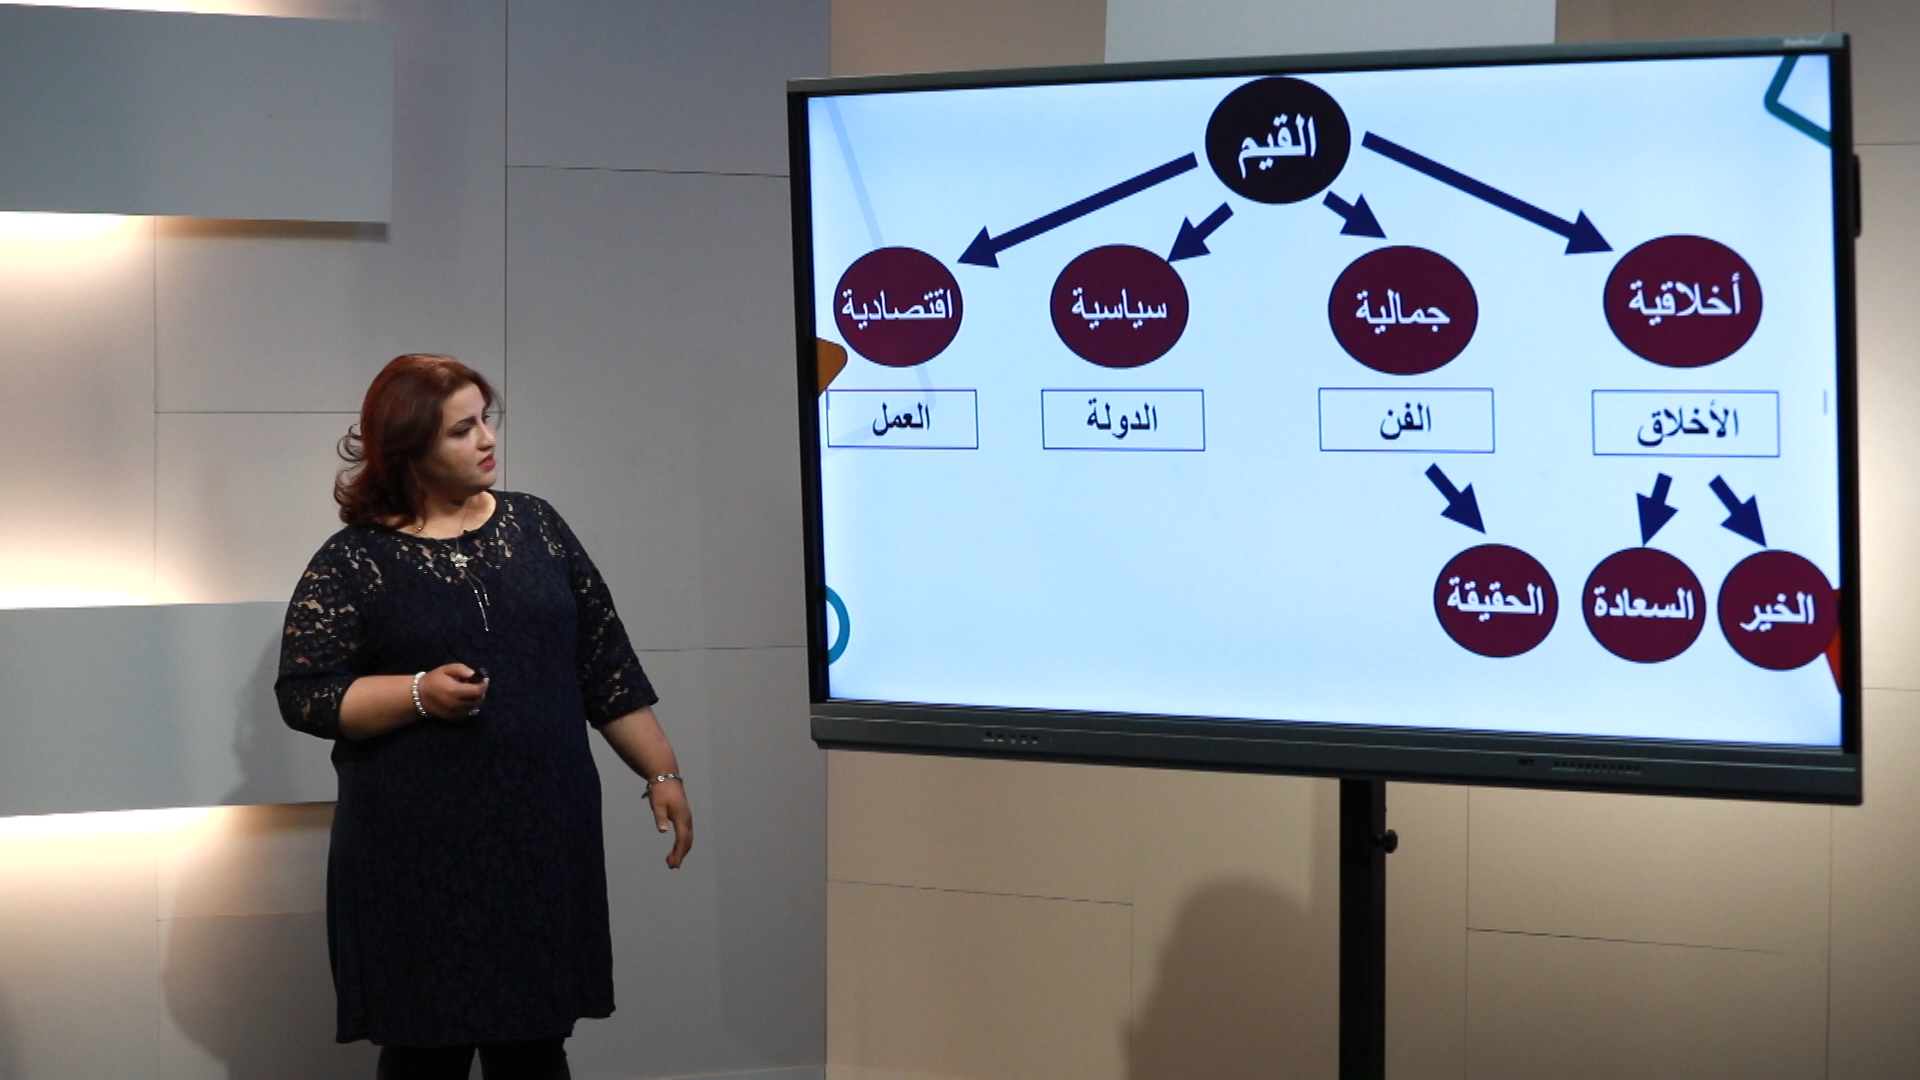 القيم
أخلاقية
جمالية
سياسية
اقتصادية
الأخلاق
الفن
الدولة
العمل
الخير
السعادة
الحقيقة